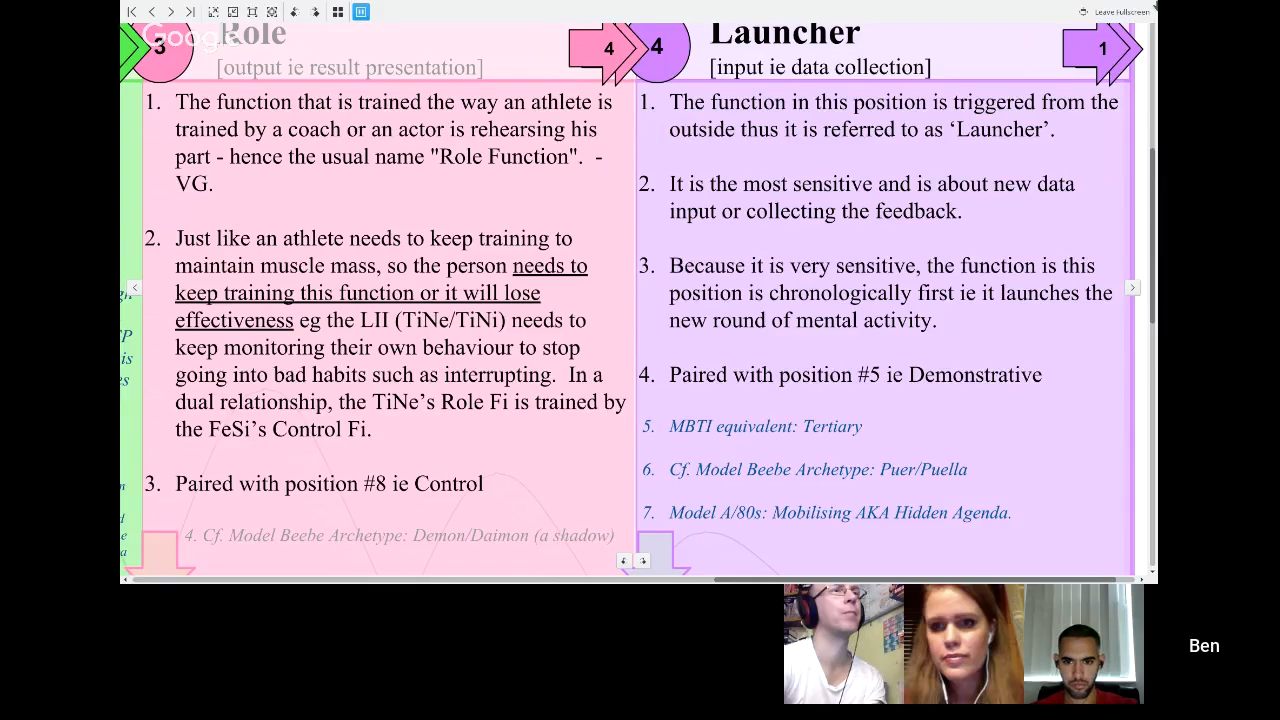 Leave Fullscreen
Google
3
Role
[output ie result presentation]
4
1. The function that is trained the way an athlete is
trained by a coach or an actor is rehearsing his
part - hence the usual name "Role Function".  -
VG.
2. Just like an athlete needs to keep training to
maintain muscle mass, so the person needs to
keep training this function or it will lose
effectiveness eg the LII (TiNe/TiNi) needs to
keep monitoring their own behaviour to stop
going into bad habits such as interrupting.  In a
dual relationship, the TiNe’s Role Fi is trained by
the FeSi’s Control Fi.
3. Paired with position #8 ie Control
4. Cf. Model Beebe Archetype: Demon/Daimon (a shadow)
4
Launcher
[input ie data collection]
1
1. The function in this position is triggered from the
outside thus it is referred to as ‘Launcher’.
2. It is the most sensitive and is about new data
input or collecting the feedback.
3. Because it is very sensitive, the function is this
position is chronologically first ie it launches the
new round of mental activity.
4. Paired with position #5 ie Demonstrative
5. MBTI equivalent: Tertiary
6. Cf. Model Beebe Archetype: Puer/Puella
7. Model A/80s: Mobilising AKA Hidden Agenda.
Ben